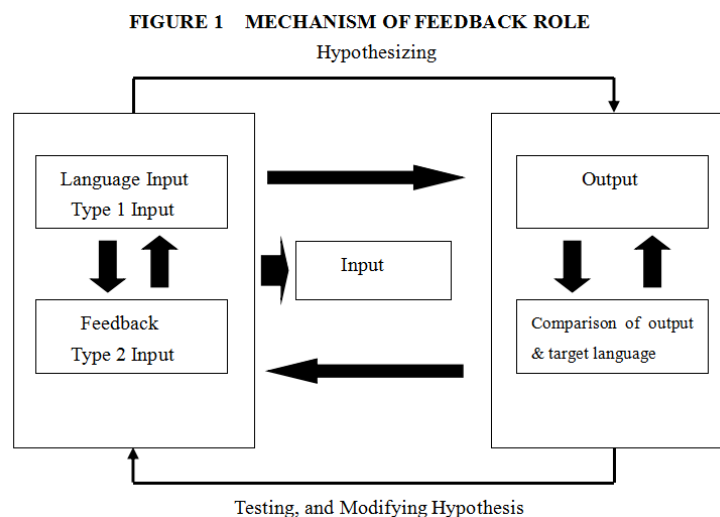 FIGURE 1 MECHANISM OF FEEDBACK ROLE
Hypothesizing
Language Input
Type 1 Input
Output
Input
Feedback
Type 2 Input
Comparison of output
& target language
Testing, and Modifying Hypothesis